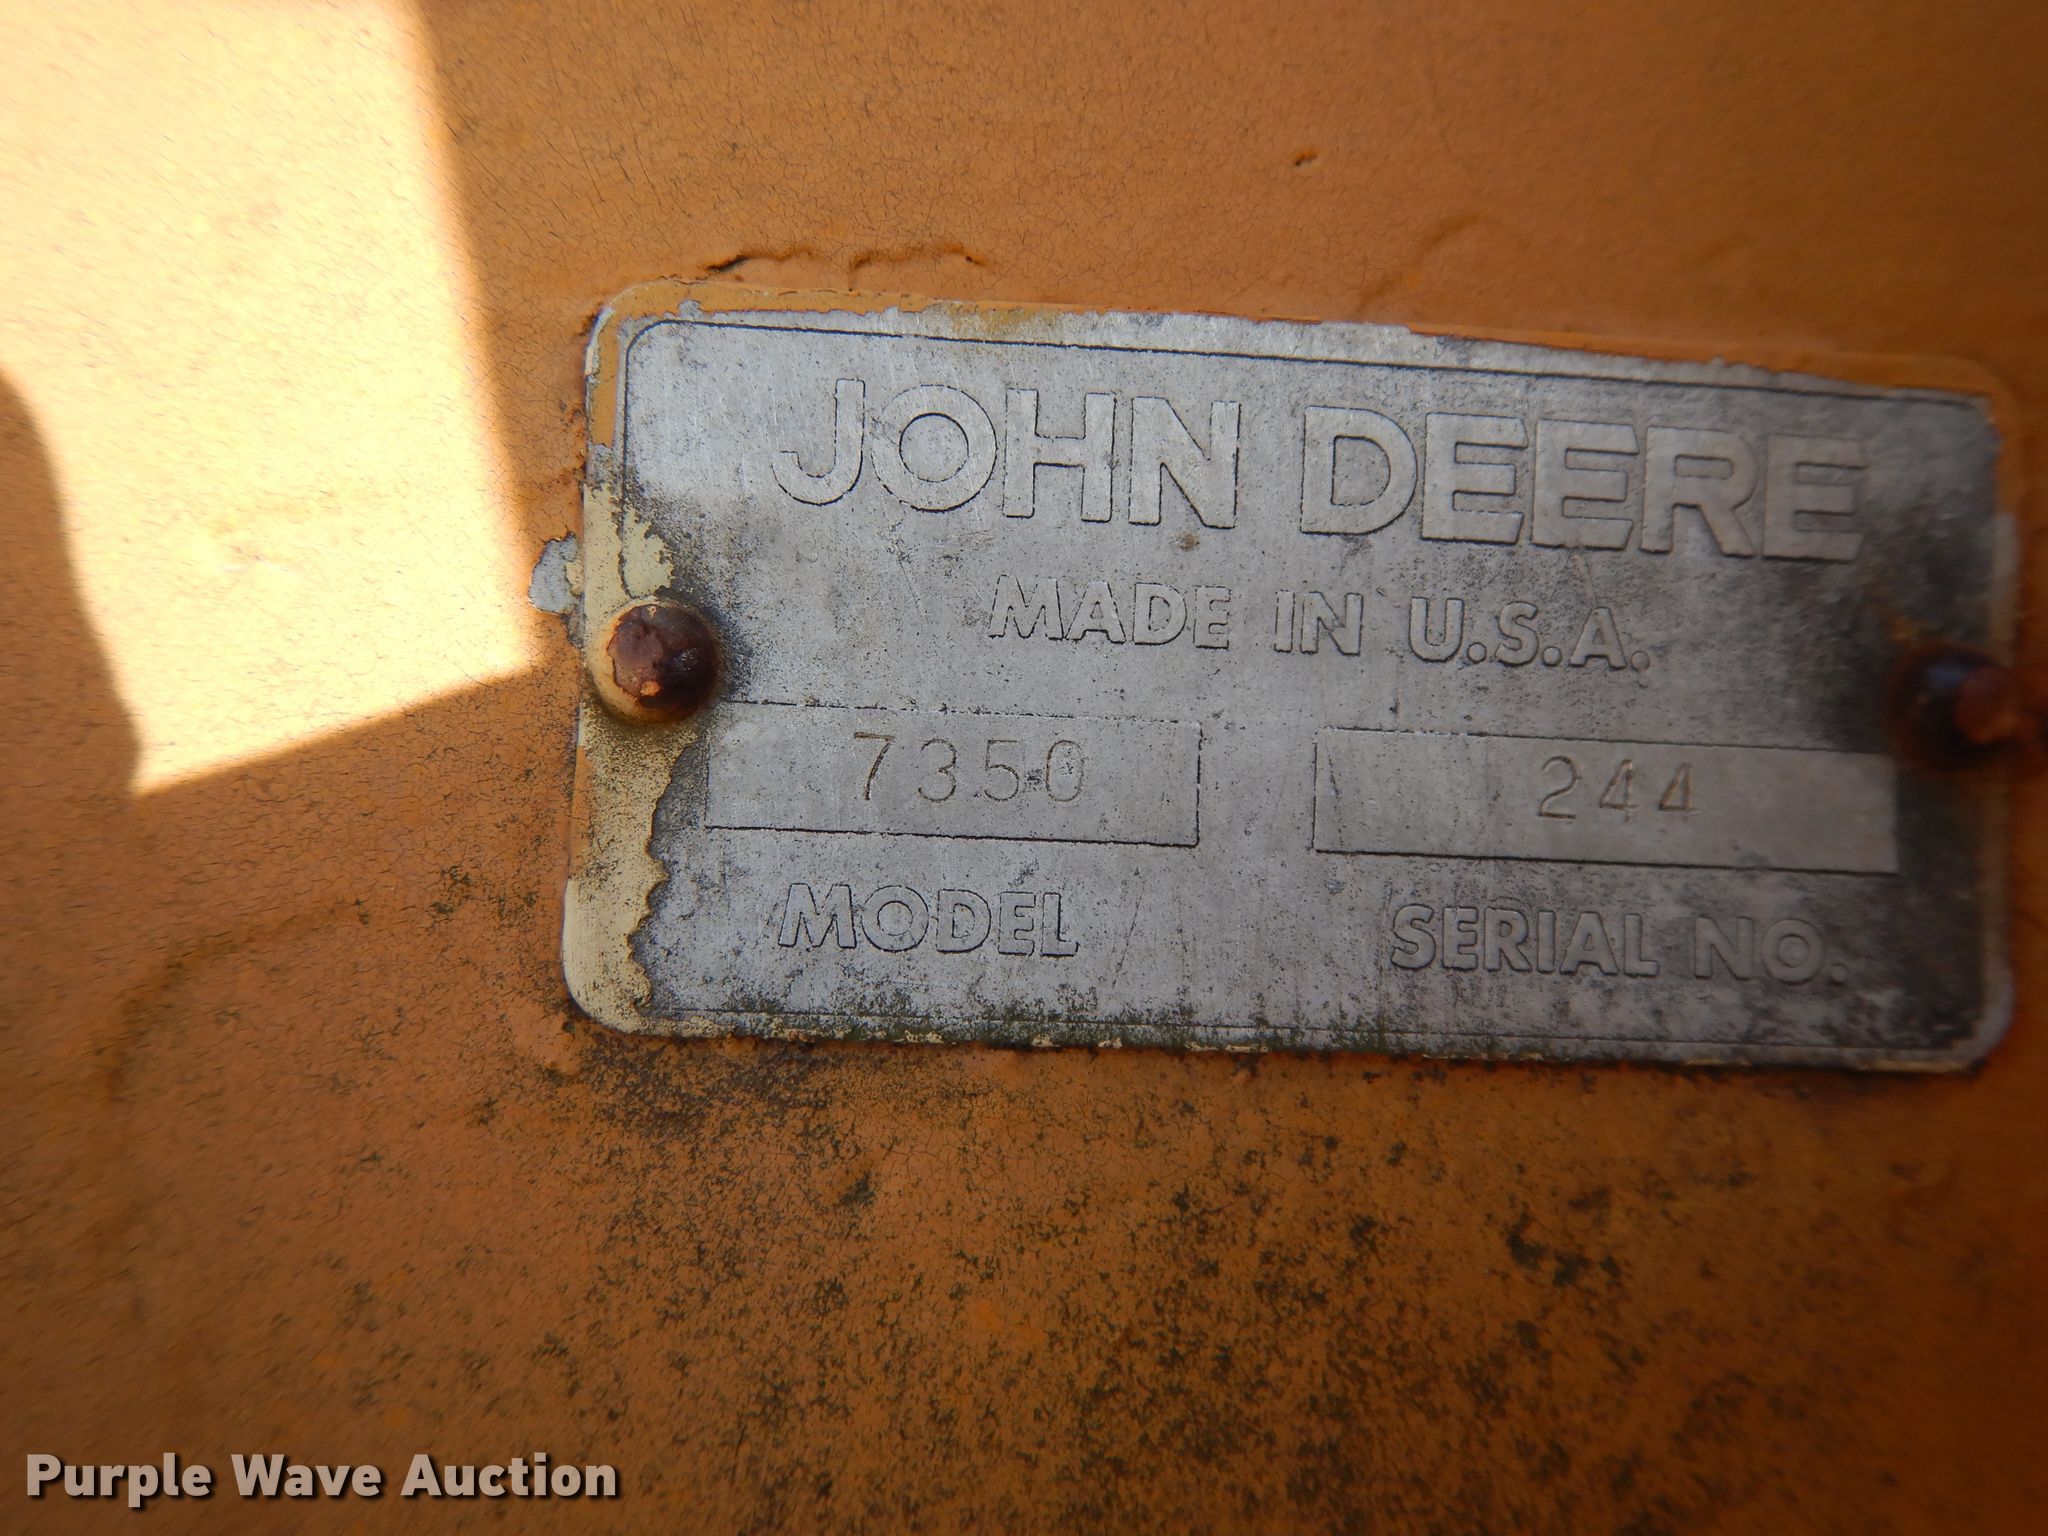 JOHN DEERE
MADE IN U.S.A.
7350 244
MODEL SERIAL NO.
Purple Wave Auction